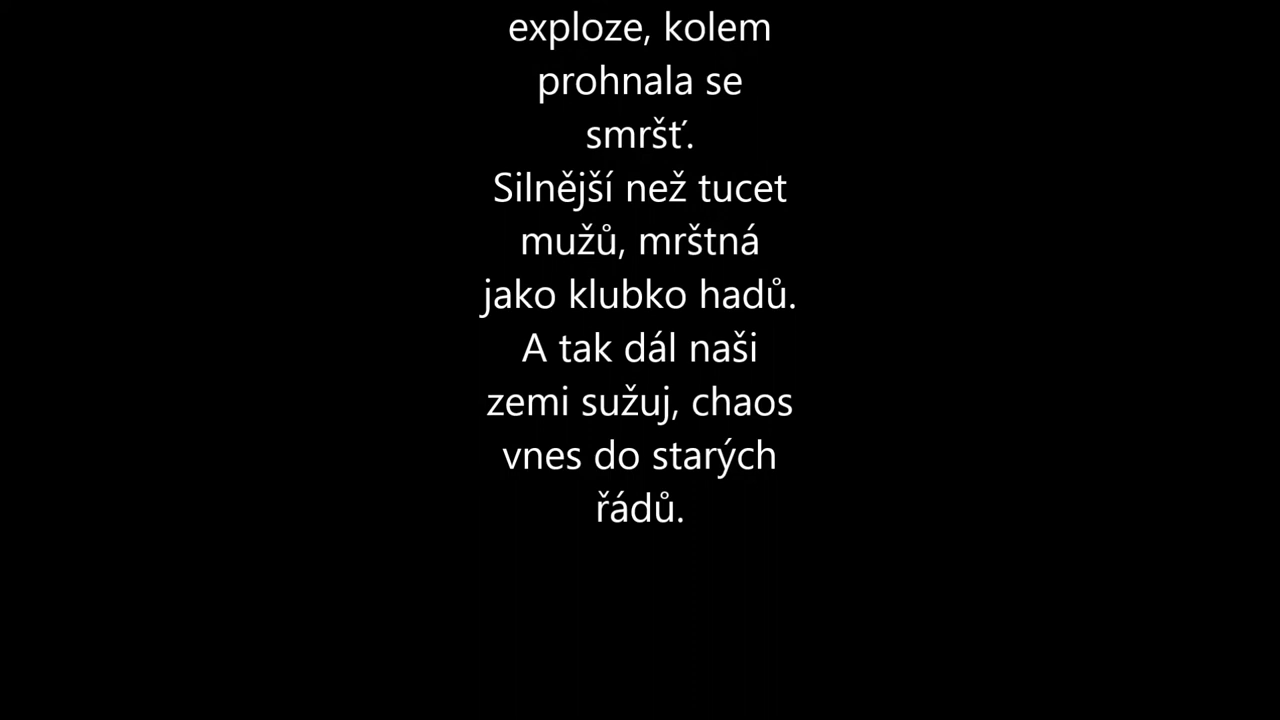 exploze, kolem
prohnala se
smršť.
Silnější než tucet
mužů, mrštná
jako klubko hadů.
A tak dál naši
zemi sužuj, chaos
vnes do starých
řádů.